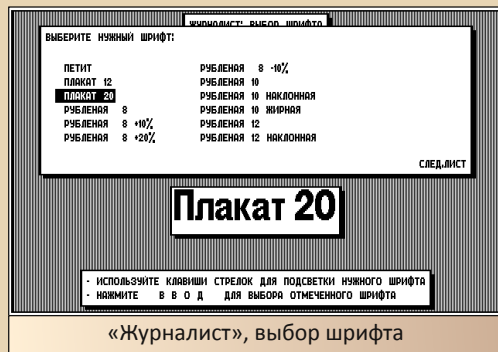 ЖУРНАЛИСТ: ВЫБОР ШРИФТА
ВЫБЕРИТЕ НУЖНЫЙ ШРИФТ:
ПЕТИТ
ПЛАКАТ 12
ПЛАКАТ 20
РУБЛЕНАЯ 8
РУБЛЕНАЯ 8 +10%
РУБЛЕНАЯ 8 +20%
РУБЛЕНАЯ 8 -10%
РУБЛЕНАЯ 10
РУБЛЕНАЯ 10 НАКЛОННАЯ
РУБЛЕНАЯ 10 ЖИРНАЯ
РУБЛЕНАЯ 12
РУБЛЕНАЯ 12 НАКЛОННАЯ
СЛЕД.ЛИСТ
Плакат 20
- ИСПОЛЬЗУЙТЕ КЛАВИШИ СТРЕЛОК ДЛЯ ПОДСВЕТКИ НУЖНОГО ШРИФТА
- НАЖМИТЕ В В О Д ДЛЯ ВЫБОРА ОТМЕЧЕННОГО ШРИФТА
«Журналист», выбор шрифта